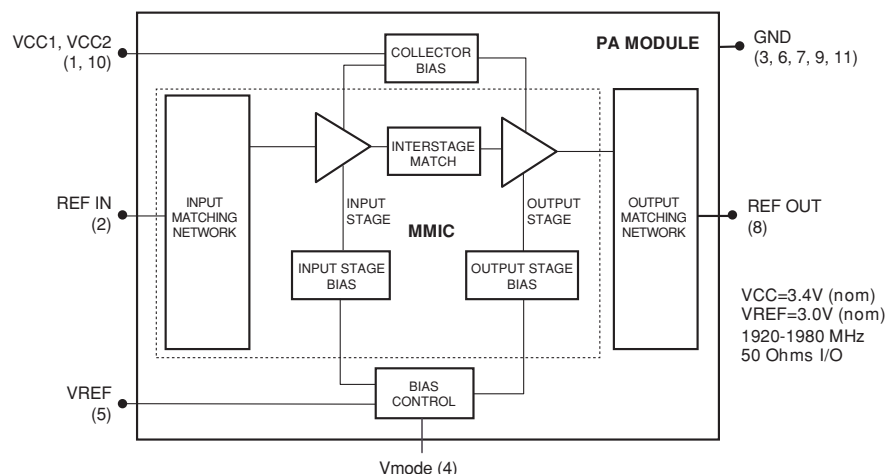 VCC1, VCC2
(1, 10)
COLLECTOR
BIAS
PA MODULE
GND
(3, 6, 7, 9, 11)
INTERSTAGE
MATCH
REF IN
(2)
INPUT
MATCHING
NETWORK
INPUT
STAGE
OUTPUT
STAGE
MMIC
OUTPUT
MATCHING
NETWORK
REF OUT
(8)
INPUT STAGE
BIAS
OUTPUT STAGE
BIAS
VCC=3.4V (nom)
VREF=3.0V (nom)
1920-1980 MHz
50 Ohms I/O
VREF
(5)
BIAS
CONTROL
Vmode (4)